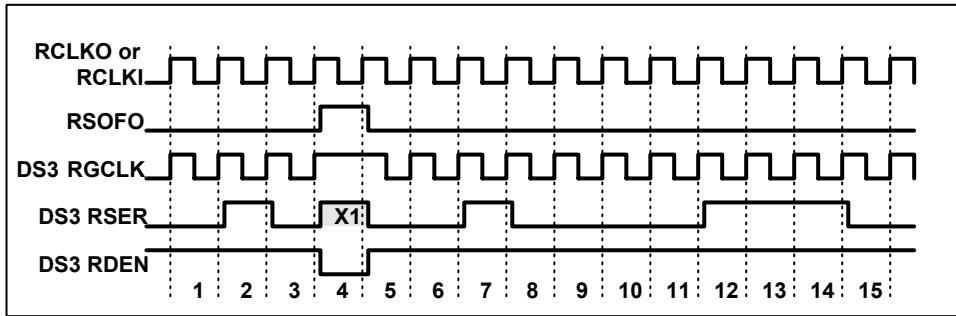 RCLKO or
RCLKI
RSOFO
DS3 RGCLK
DS3 RSER X1
DS3 RDEN
1 2 3 4 5 6 7 8 9 10 11 12 13 14 15